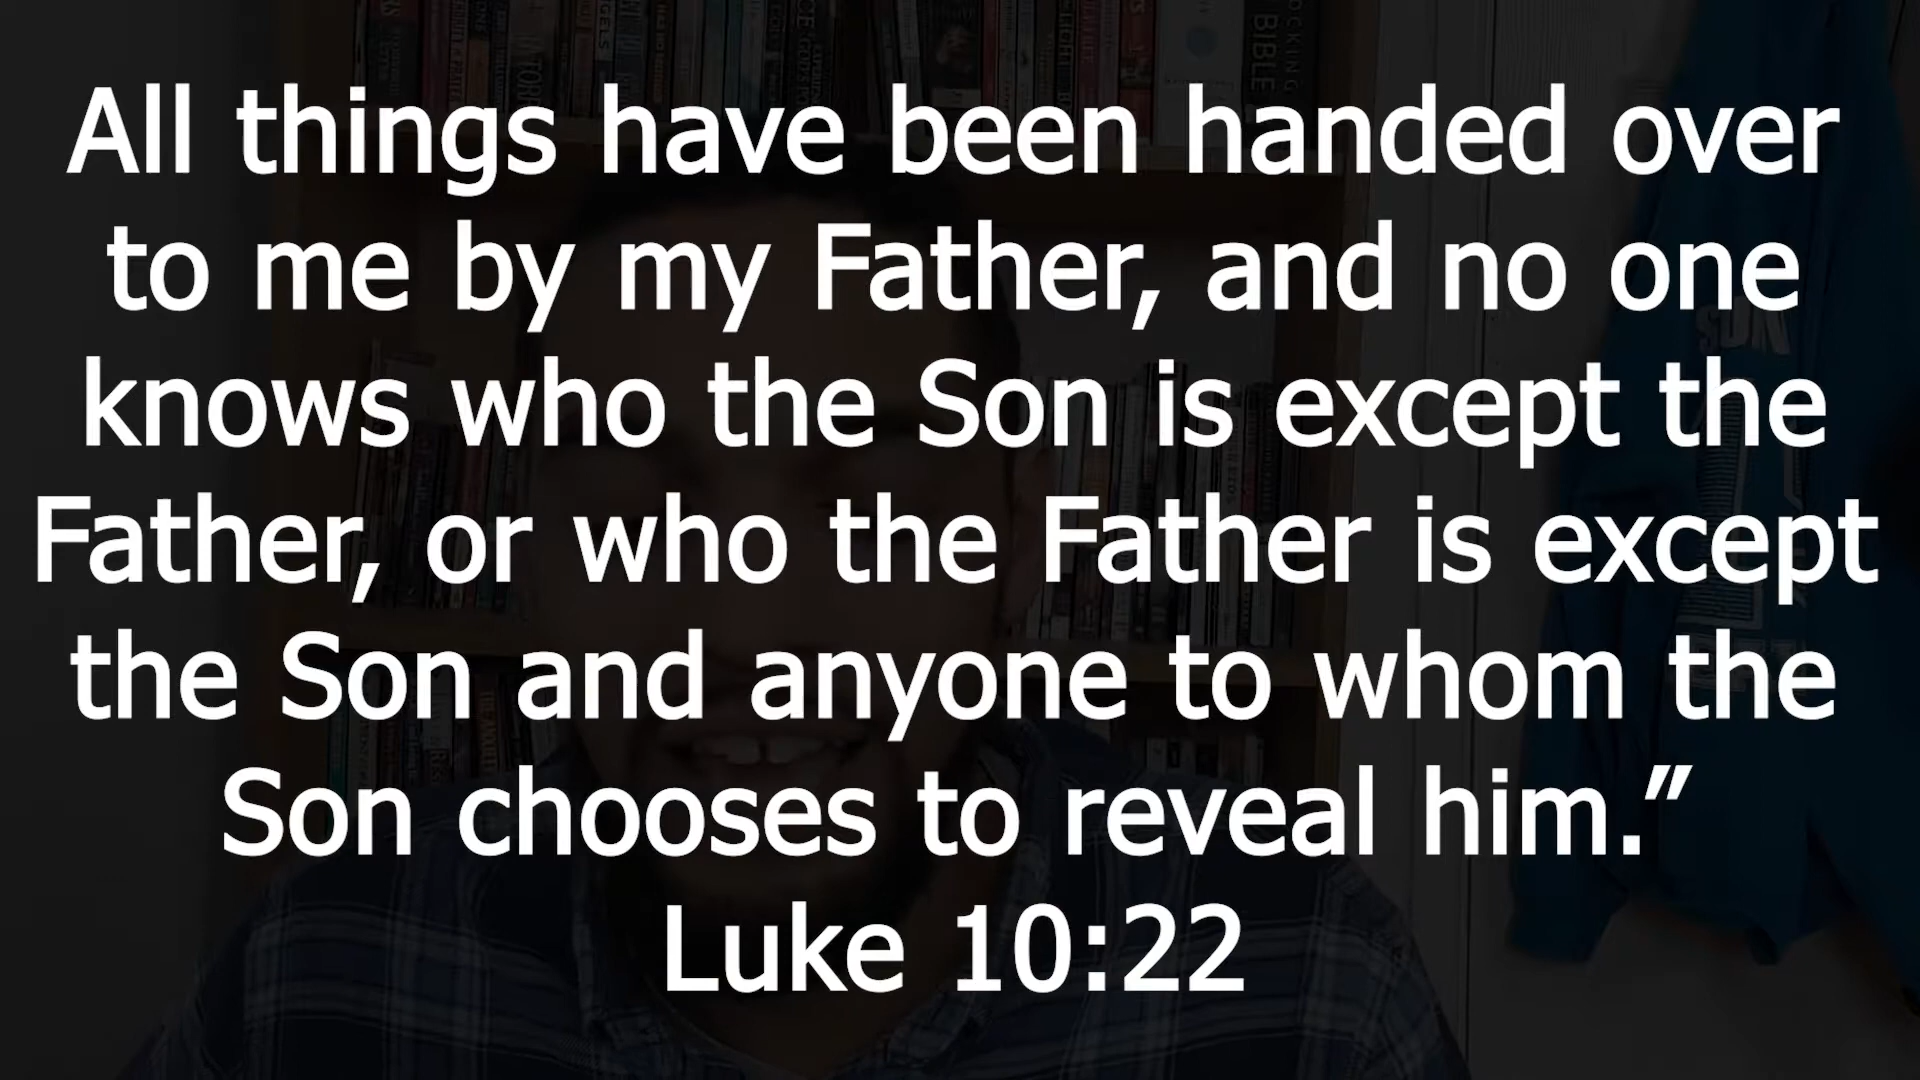 All things have been handed over
to me by my Father, and no one
knows who the Son is except the
Father, or who the Father is except
the Son and anyone to whom the
Son chooses to reveal him.”
Luke 10:22
BIBLE
SON